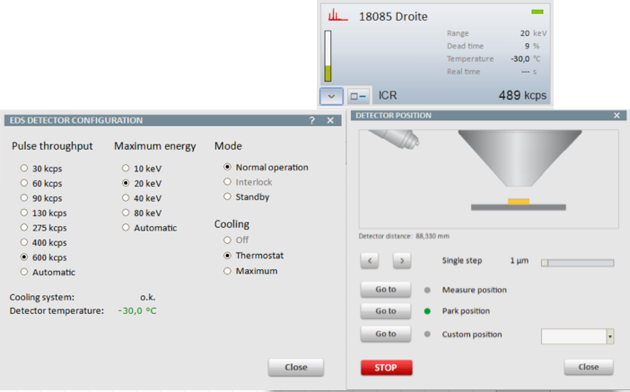 18085 Droite
Range 20 keV
Dead time 9 %
Temperature -30,0 °C
Real time --- s
ICR 489 kcps
EDS DETECTOR CONFIGURATION ? ✕
Pulse throughput Maximum energy Mode
30 kcps 10 keV Normal operation
60 kcps 20 keV Interlock
90 kcps 40 keV Standby
130 kcps 80 keV
275 kcps Automatic Cooling
400 kcps Off
600 kcps Thermostat
Automatic Maximum
Cooling system: o.k.
Detector temperature: -30,0 °C
Close
DETECTOR POSITION ✕
Detector distance: 88,330 mm
< > Single step 1 µm
Go to Measure position
Go to Park position
Go to Custom position
STOP Close